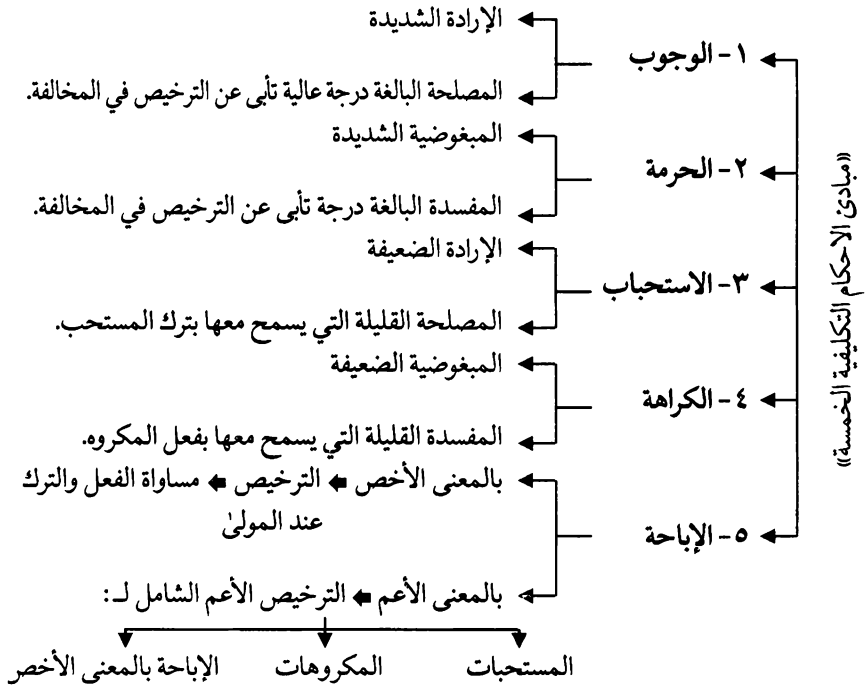 «مبادئ الاحكام التكليفية الخمسة»
١- الوجوب
الإرادة الشديدة
المصلحة البالغة درجة عالية تأبى عن الترخيص في المخالفة.
٢- الحرمة
المبغوضية الشديدة
المفسدة البالغة درجة تأبى عن الترخيص في المخالفة.
٣- الاستحباب
الإرادة الضعيفة
المصلحة القليلة التي يسمح معها بترك المستحب.
٤- الكراهة
المبغوضية الضعيفة
المفسدة القليلة التي يسمح معها بفعل المكروه.
٥- الإباحة
بالمعنى الأخص الترخيص مساواة الفعل والترك
عند المولىٰ
بالمعنى الأعم الترخيص الأعم الشامل لـ:
المستحبات المكروهات الإباحة بالمعنى الأخص